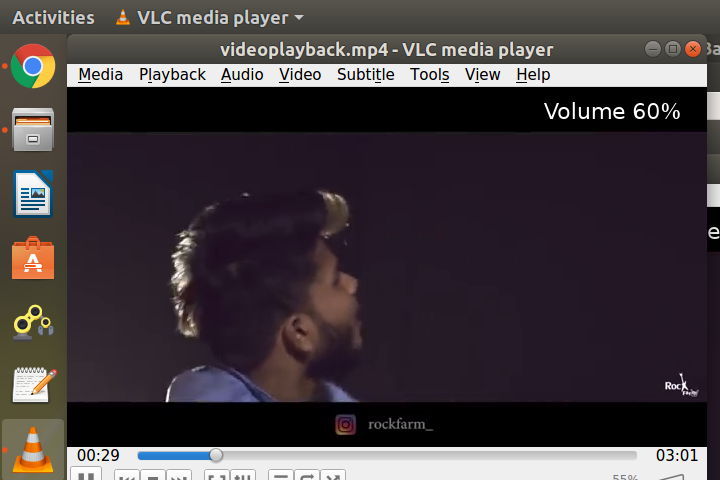 Activities VLC media player
videoplayback.mp4 - VLC media player
Media Playback Audio Video Subtitle Tools View Help
Volume 60%
Rock
rockfarm_
00:29 03:01
55%